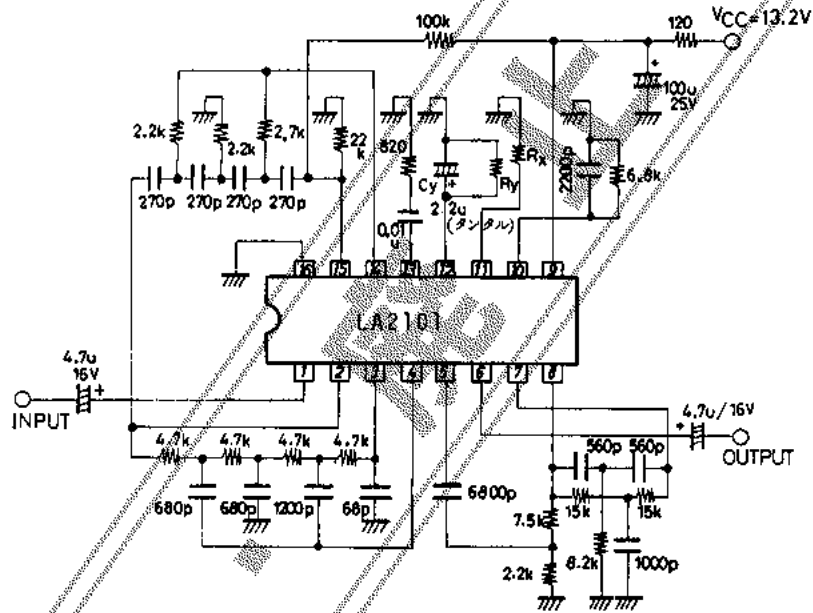 VCC=13.2V
100k
120
100u
25V
2.2k
2.2k
2.7k
22
k
820
Cy
Ry
Rx
2200p
6.8k
270p
270p
270p
270p
2.2u
(タンタル)
0.01
u
16
15
14
13
12
11
10
9
LA2101
1
2
3
4
5
6
7
8
4.7u
16V
INPUT
4.7u/16V
OUTPUT
4.7k
4.7k
4.7k
4.7k
680p
680p
1200p
68p
6800p
560p
560p
7.5k
15k
15k
2.2k
8.2k
1000p